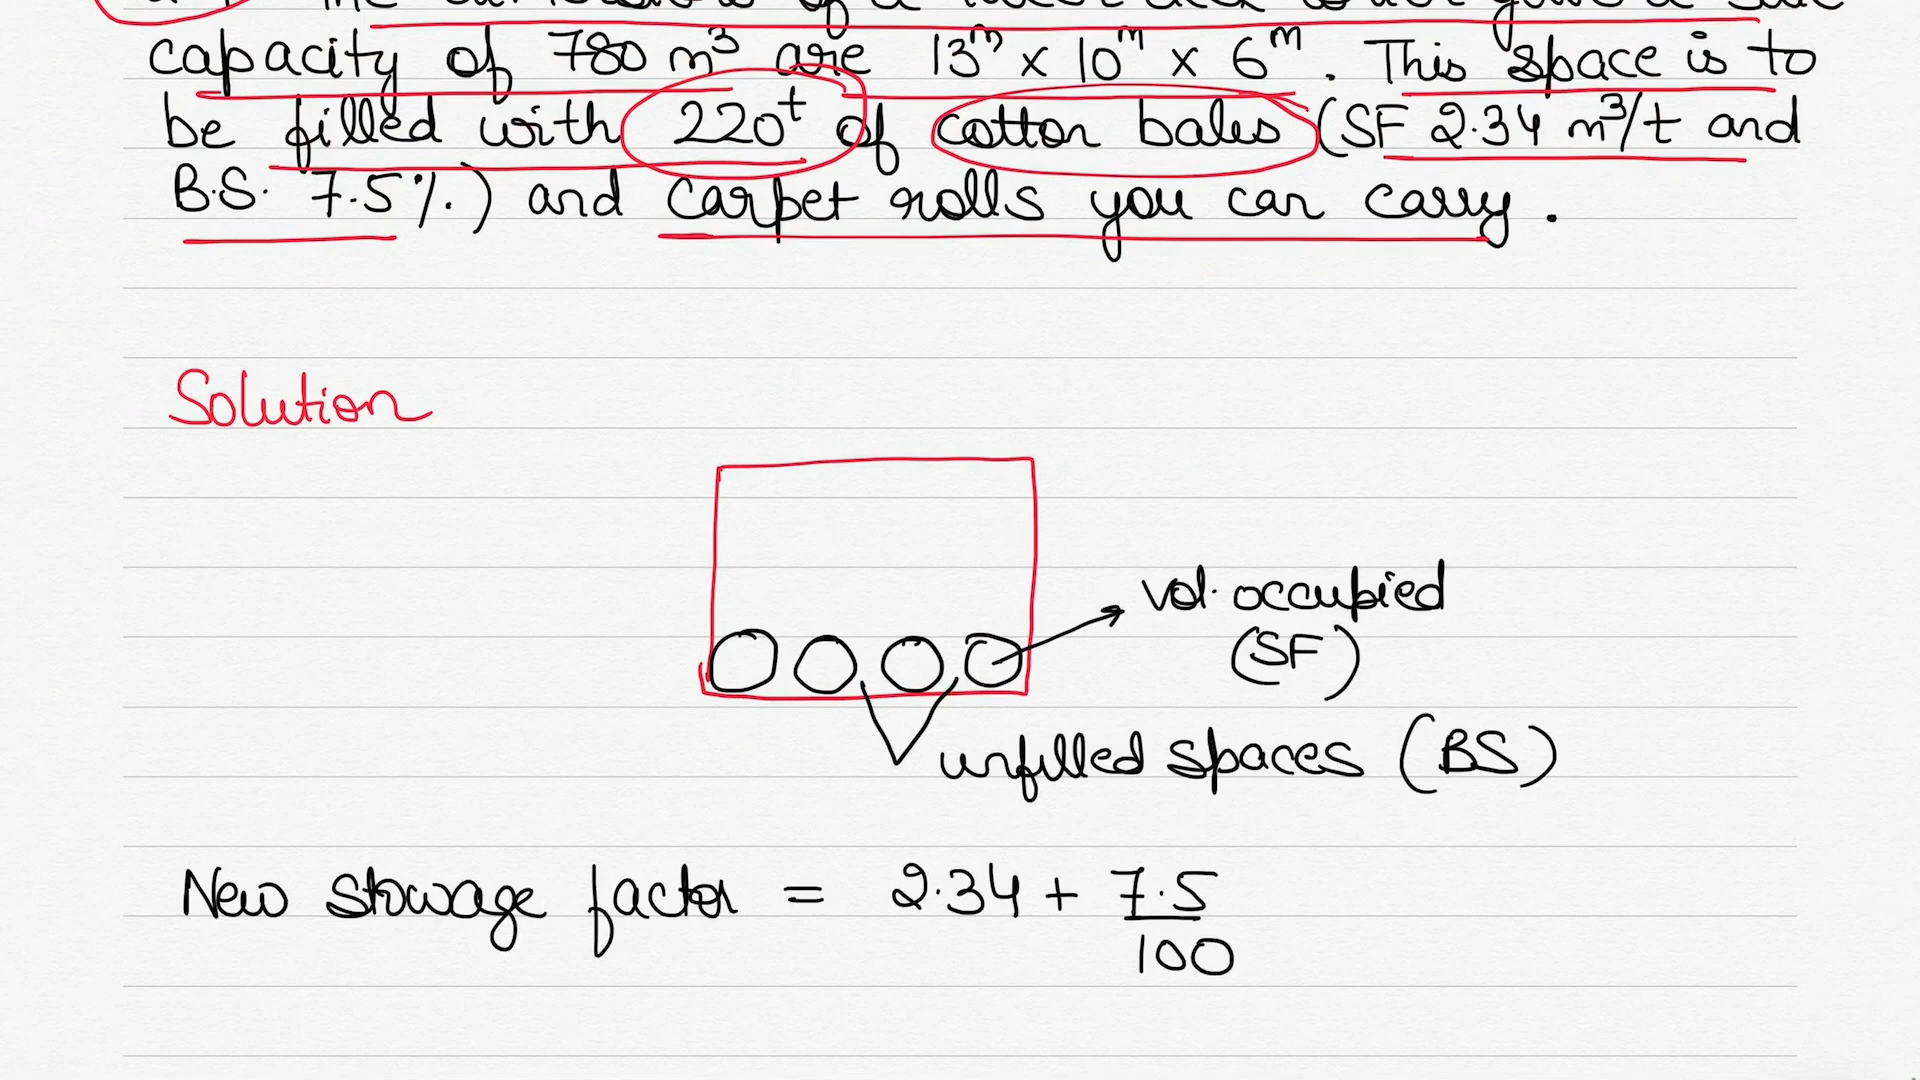 capacity of 780 m³ are 13ᵐ x 10ᵐ x 6ᵐ. This space is to
be filled with 220ᵗ of cotton bales (SF 2.34 m³/t and
B.S. 7.5%.) and carpet rolls you can carry.
Solution
vol. occupied
(SF)
unfilled spaces (BS)
New stowage factor = 2.34 + 7.5
100